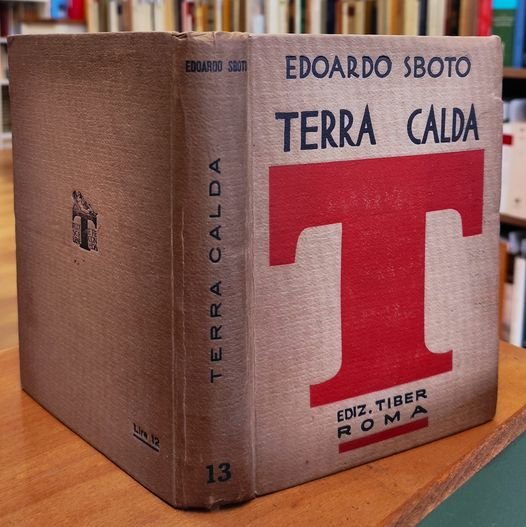 EDOARDO SBOTO
TERRA CALDA
T
EDIZ. TIBER
ROMA
EDOARDO SBOTO
TERRA CALDA
13
T
Lire 12